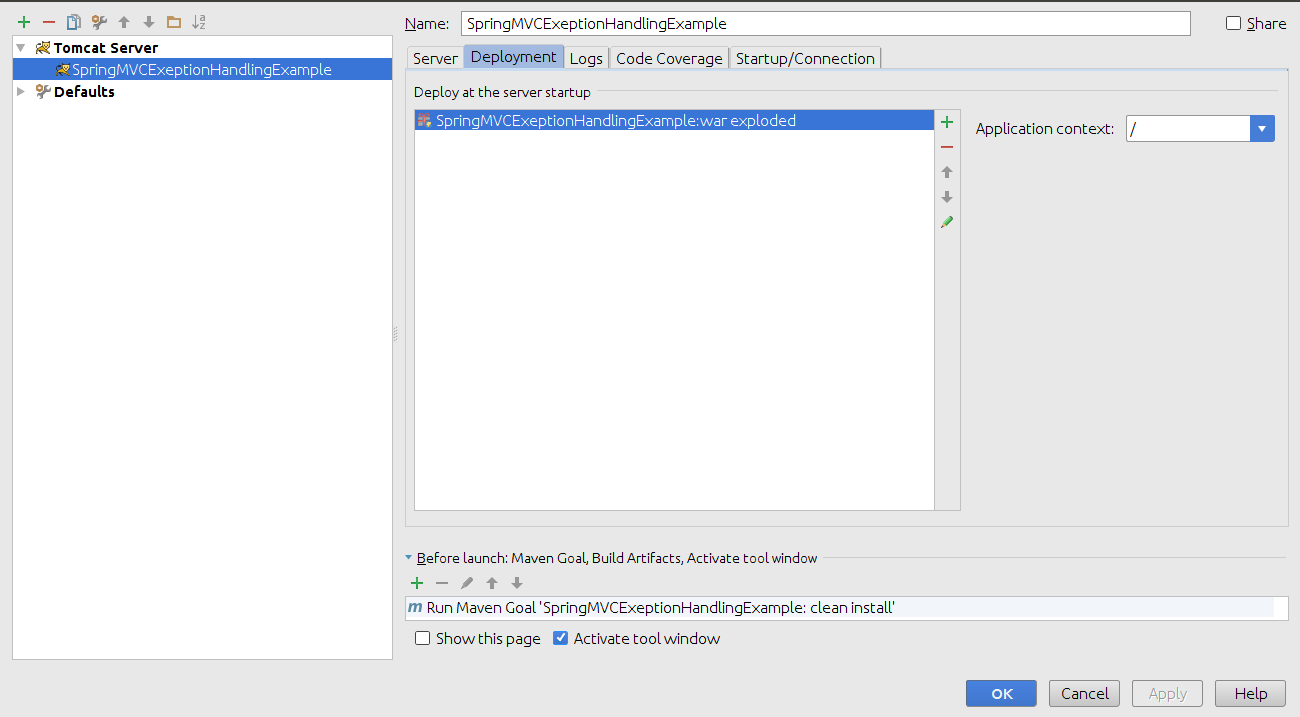 Name: SpringMVCExeptionHandlingExample Share
Tomcat Server
SpringMVCExeptionHandlingExample
Defaults
Server Deployment Logs Code Coverage Startup/Connection
Deploy at the server startup
SpringMVCExeptionHandlingExample:war exploded
Application context: /
Before launch: Maven Goal, Build Artifacts, Activate tool window
m Run Maven Goal 'SpringMVCExeptionHandlingExample: clean install'
Show this page Activate tool window
OK Cancel Apply Help